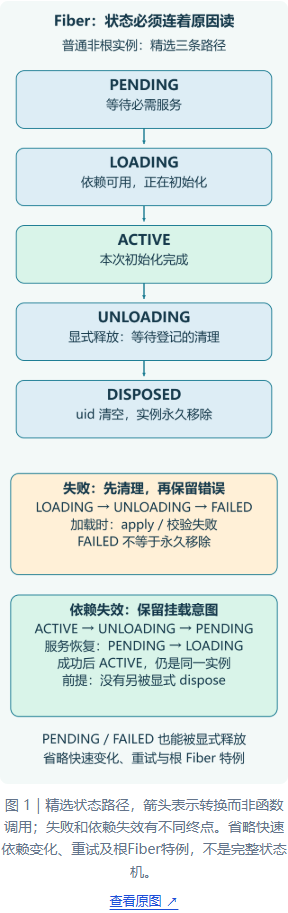 Fiber：状态必须连着原因读
普通非根实例：精选三条路径
PENDING
等待必需服务
LOADING
依赖可用，正在初始化
ACTIVE
本次初始化完成
UNLOADING
显式释放：等待登记的清理
DISPOSED
uid 清空，实例永久移除
失败：先清理，再保留错误
LOADING → UNLOADING → FAILED
加载时：apply / 校验失败
FAILED 不等于永久移除
依赖失效：保留挂载意图
ACTIVE → UNLOADING → PENDING
服务恢复：PENDING → LOADING
成功后 ACTIVE，仍是同一实例
前提：没有另被显式 dispose
PENDING / FAILED 也能被显式释放
省略快速变化、重试与根 Fiber 特例
图 1｜精选状态路径，箭头表示转换而非函数
调用；失败和依赖失效有不同终点。省略快速
依赖变化、重试及根Fiber特例，不是完整状态
机。
查看原图 ↗